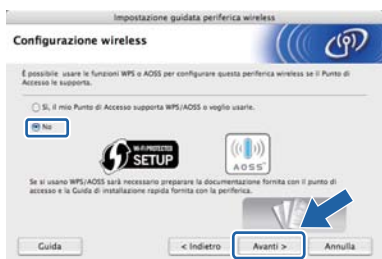 Impostazione guidata periferica wireless
Configurazione wireless
È possibile usare le funzioni WPS o AOSS per configurare questa periferica wireless se il Punto di
Accesso le supporta.
Sì, il mio Punto di Accesso supporta WPS/AOSS o voglio usarle.
No
WI-FI PROTECTED
SETUP
AOSS
Se si usano WPS/AOSS sarà necessario preparare la documentazione fornita con il punto di
accesso e la Guida di installazione rapida fornita con la periferica.
Guida
< Indietro
Avanti >
Annulla